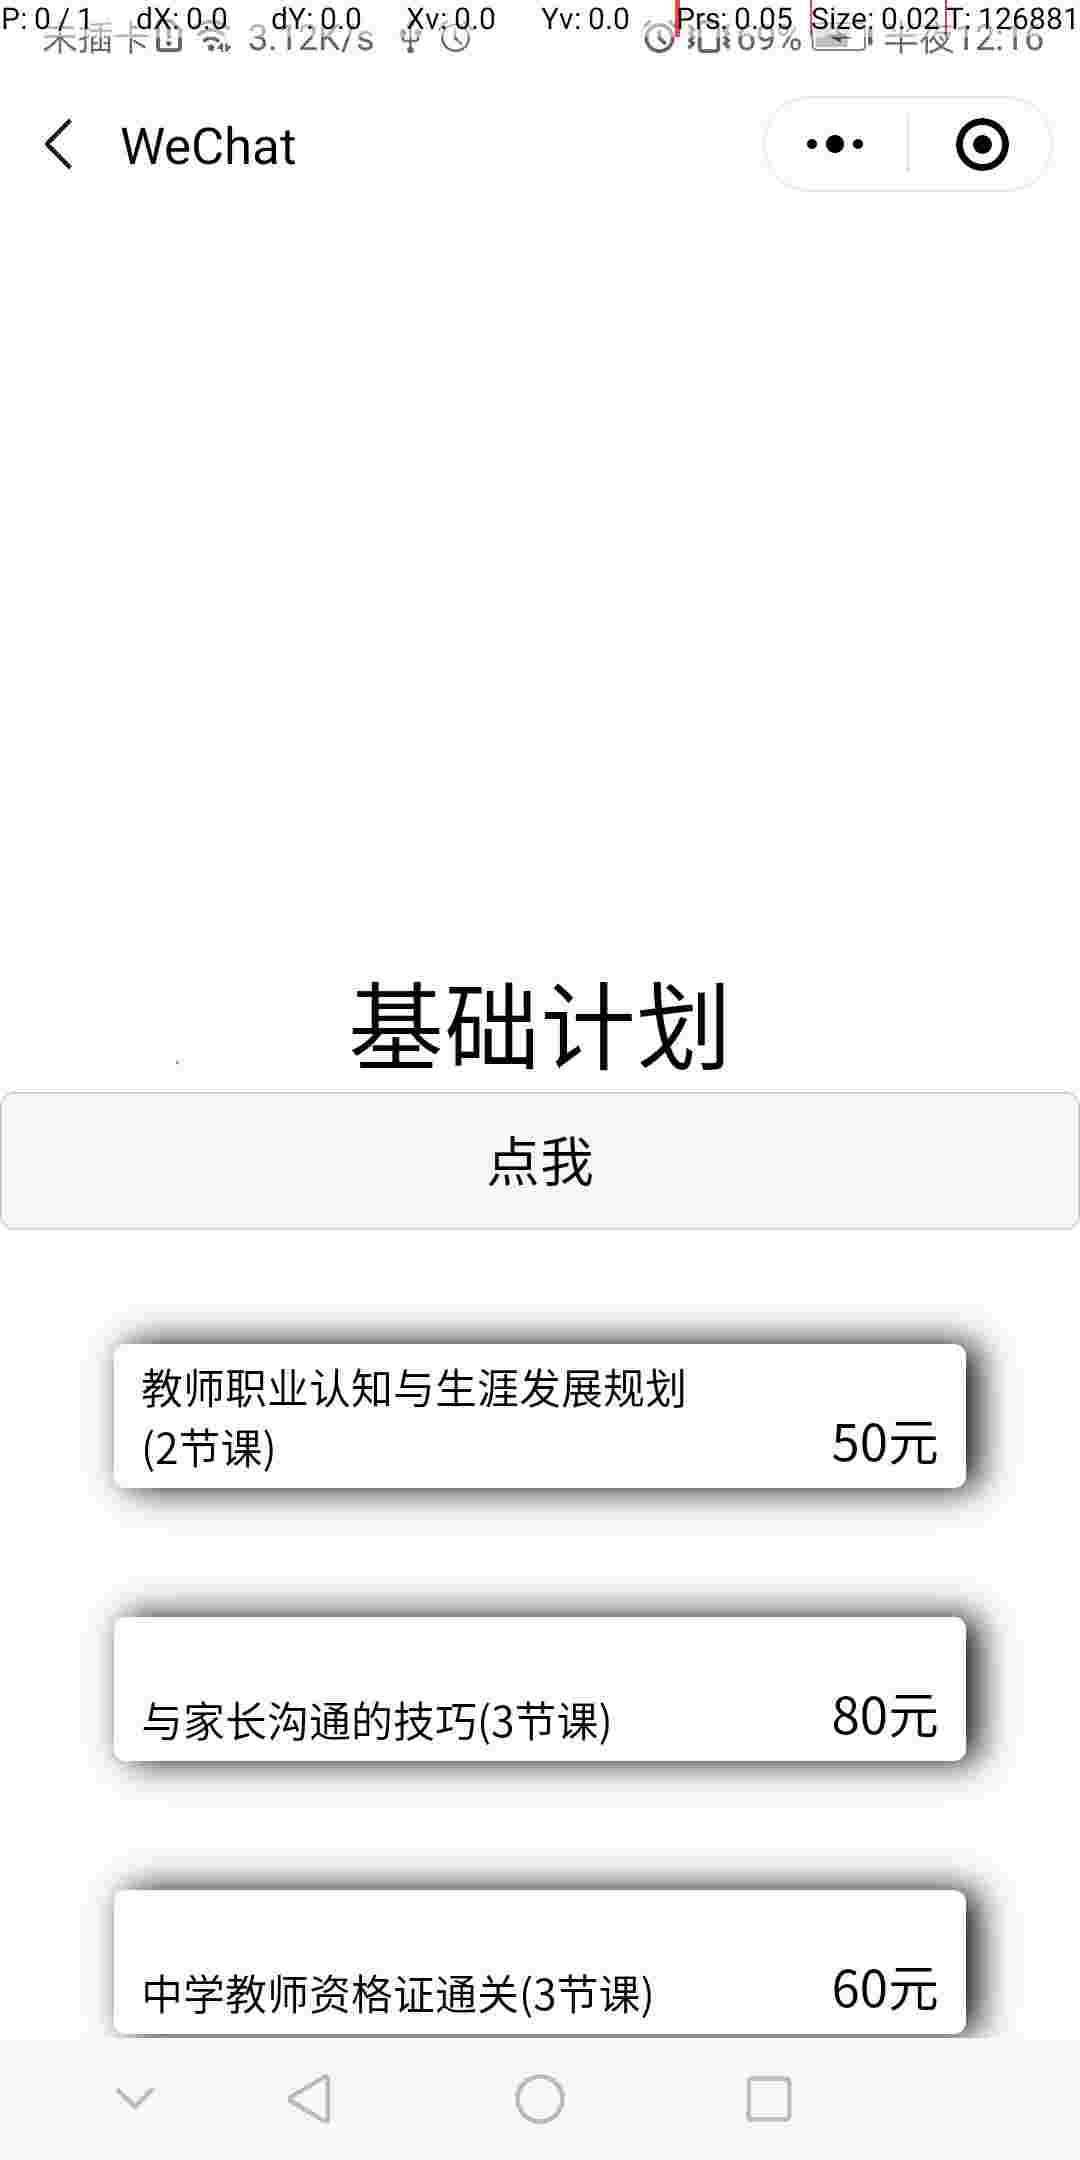 P: 0 / 1 dX: 0.0 dY: 0.0 Xv: 0.0 Yv: 0.0 Prs: 0.05 Size: 0.02 T: 126881
未插卡 3.12K/s 69% 半夜12:16
WeChat
基础计划
点我
教师职业认知与生涯发展规划
(2节课)
50元
与家长沟通的技巧(3节课)
80元
中学教师资格证通关(3节课)
60元